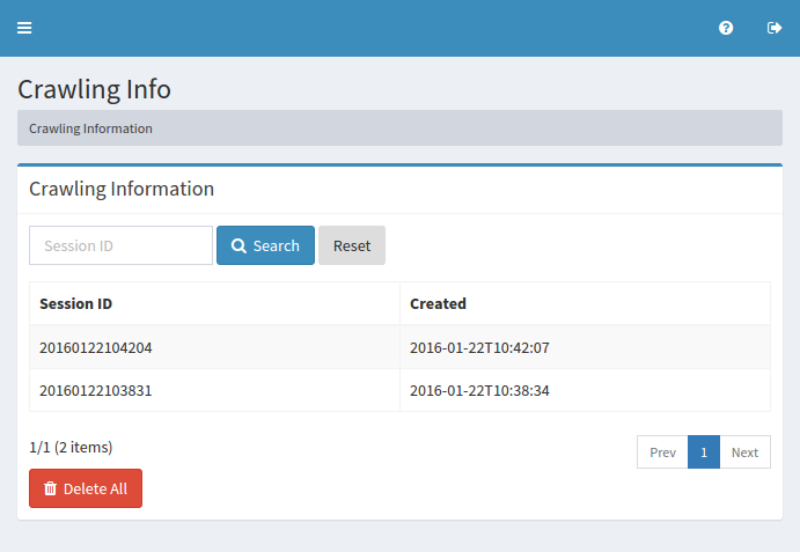 Crawling Info
Crawling Information
Crawling Information
Session ID Search Reset
Session ID Created
20160122104204 2016-01-22T10:42:07
20160122103831 2016-01-22T10:38:34
1/1 (2 items)
Prev 1 Next
Delete All